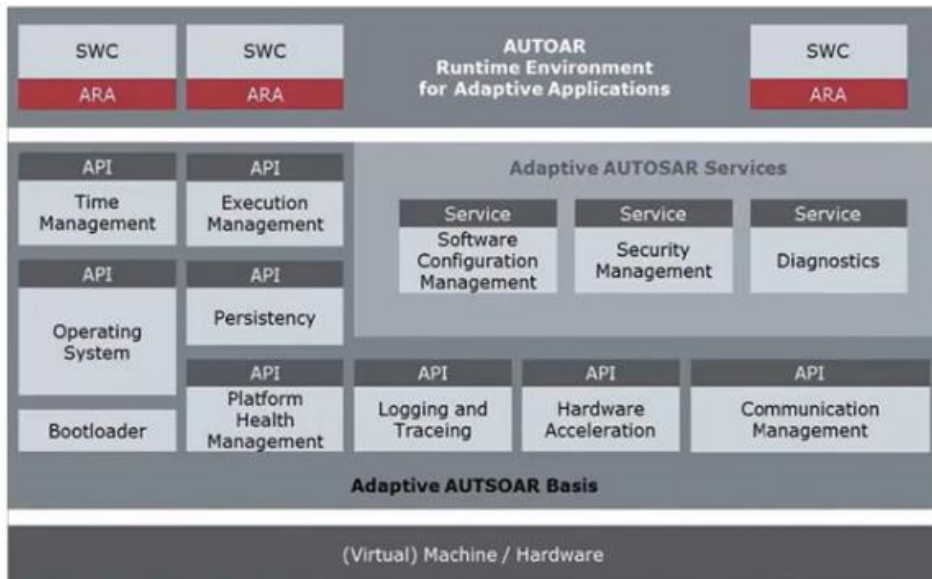 SWC
ARA
SWC
ARA
AUTOAR
Runtime Environment
for Adaptive Applications
SWC
ARA
API
Time
Management
API
Execution
Management
Adaptive AUTOSAR Services
Service
Software
Configuration
Management
Service
Security
Management
Service
Diagnostics
API
Operating
System
API
Persistency
Bootloader
API
Platform
Health
Management
API
Logging and
Traceing
API
Hardware
Acceleration
API
Communication
Management
Adaptive AUTSOAR Basis
(Virtual) Machine / Hardware